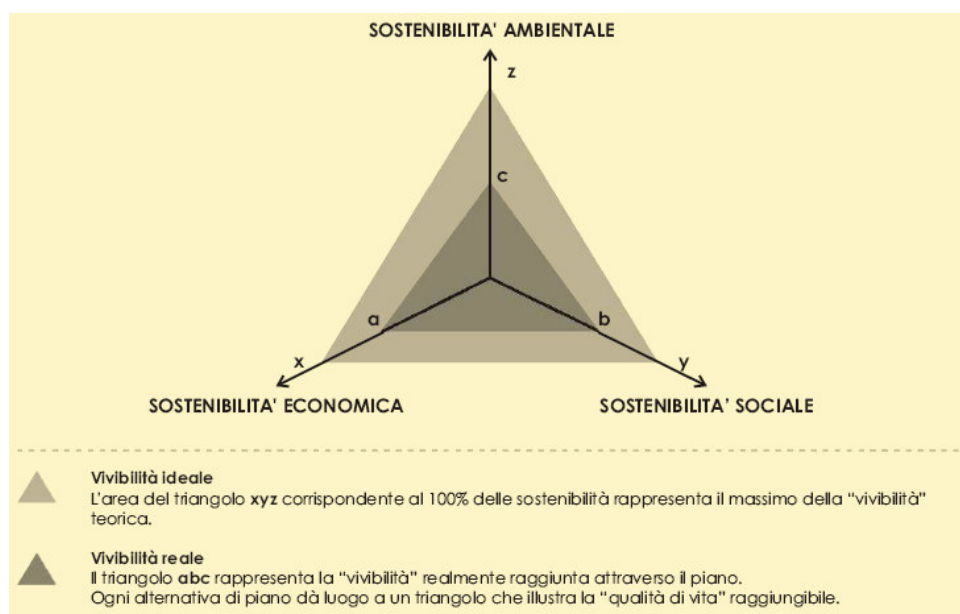 SOSTENIBILITA' AMBIENTALE
z
c
a
b
x
y
SOSTENIBILITA' ECONOMICA
SOSTENIBILITA' SOCIALE
Vivibilità ideale
L'area del triangolo xyz corrispondente al 100% delle sostenibilità rappresenta il massimo della "vivibilità"
teorica.
Vivibilità reale
Il triangolo abc rappresenta la "vivibilità" realmente raggiunta attraverso il piano.
Ogni alternativa di piano dà luogo a un triangolo che illustra la "qualità di vita" raggiungibile.